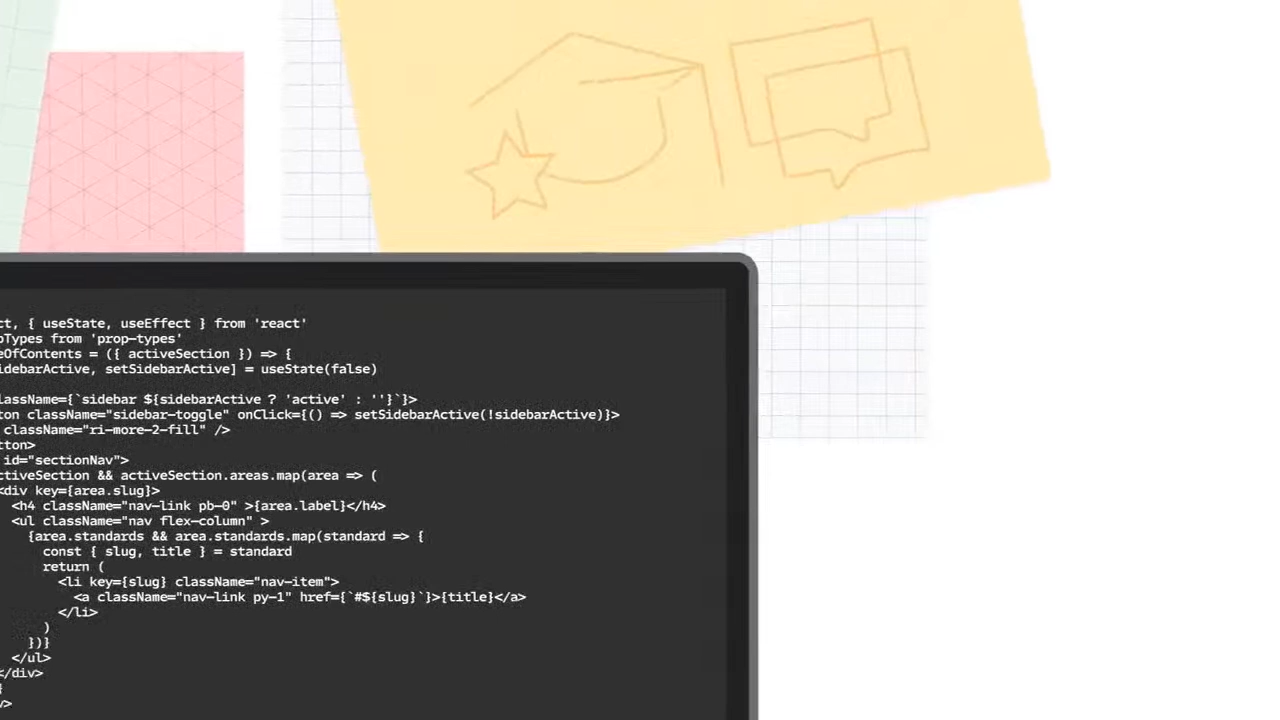 ct, { useState, useEffect } from 'react'
pTypes from 'prop-types'
eOfContents = ({ activeSection }) => {
idebarActive, setSidebarActive] = useState(false)
lassName={`sidebar ${sidebarActive ? 'active' : ''}`}>
ton className="sidebar-toggle" onClick={() => setSidebarActive(!sidebarActive)}>
className="ri-more-2-fill" />
tton>
id="sectionNav">
ctiveSection && activeSection.areas.map(area => (
<div key={area.slug}>
<h4 className="nav-link pb-0" >{area.label}</h4>
<ul className="nav flex-column" >
{area.standards && area.standards.map(standard => {
const { slug, title } = standard
return (
<li key={slug} className="nav-item">
<a className="nav-link py-1" href={`#${slug}`}>{title}</a>
</li>
)
})}
</ul>
</div>
}
v>